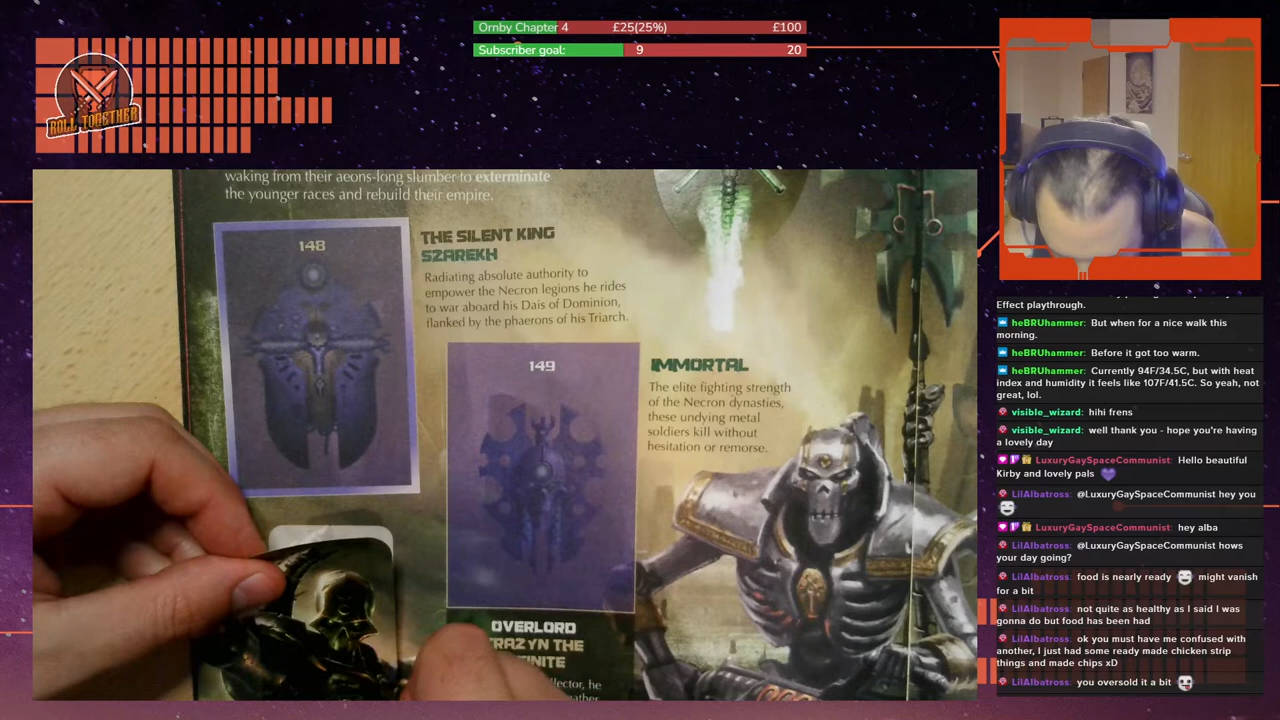 Ornby Chapter 4 £25(25%) £100
Subscriber goal: 9 20
ROLL TOGETHER
waking from their aeons-long slumber to exterminate
the younger races and rebuild their empire.
148
THE SILENT KING
SZAREKH
Radiating absolute authority to
empower the Necron legions he rides
to war aboard his Dais of Dominion,
flanked by the phaerons of his Triarch.
149
IMMORTAL
The elite fighting strength
of the Necron dynasties,
these undying metal
soldiers kill without
hesitation or remorse.
OVERLORD
TRAZYN THE
Effect playthrough.
heBRUhammer: But when for a nice walk this
morning.
heBRUhammer: Before it got too warm.
heBRUhammer: Currently 94F/34.5C, but with heat
index and humidity it feels like 107F/41.5C. So yeah, not
great, lol.
visible_wizard: hihi frens
visible_wizard: well thank you - hope you're having
a lovely day
LuxuryGaySpaceCommunist: Hello beautiful
Kirby and lovely pals
LilAlbatross: @LuxuryGaySpaceCommunist hey you
LuxuryGaySpaceCommunist: hey alba
LilAlbatross: @LuxuryGaySpaceCommunist hows
your day going?
LilAlbatross: food is nearly ready might vanish
for a bit
LilAlbatross: not quite as healthy as I said I was
gonna do but food has been had
LilAlbatross: ok you must have me confused with
another, I just had some ready made chicken strip
things and made chips xD
LilAlbatross: you oversold it a bit